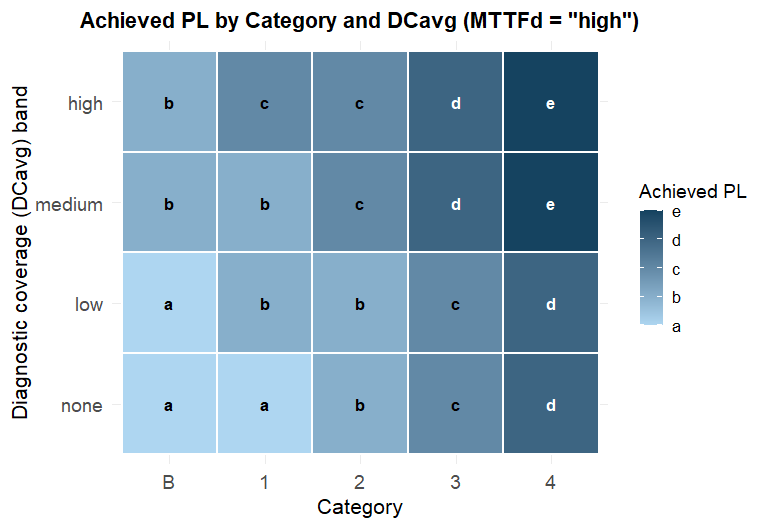 Achieved PL by Category and DCavg (MTTFd = "high")
Diagnostic coverage (DCavg) band
high b c c d e
medium b b c d e
low a b b c d
none a a b c d
B 1 2 3 4
Category
Achieved PL
e
d
c
b
a